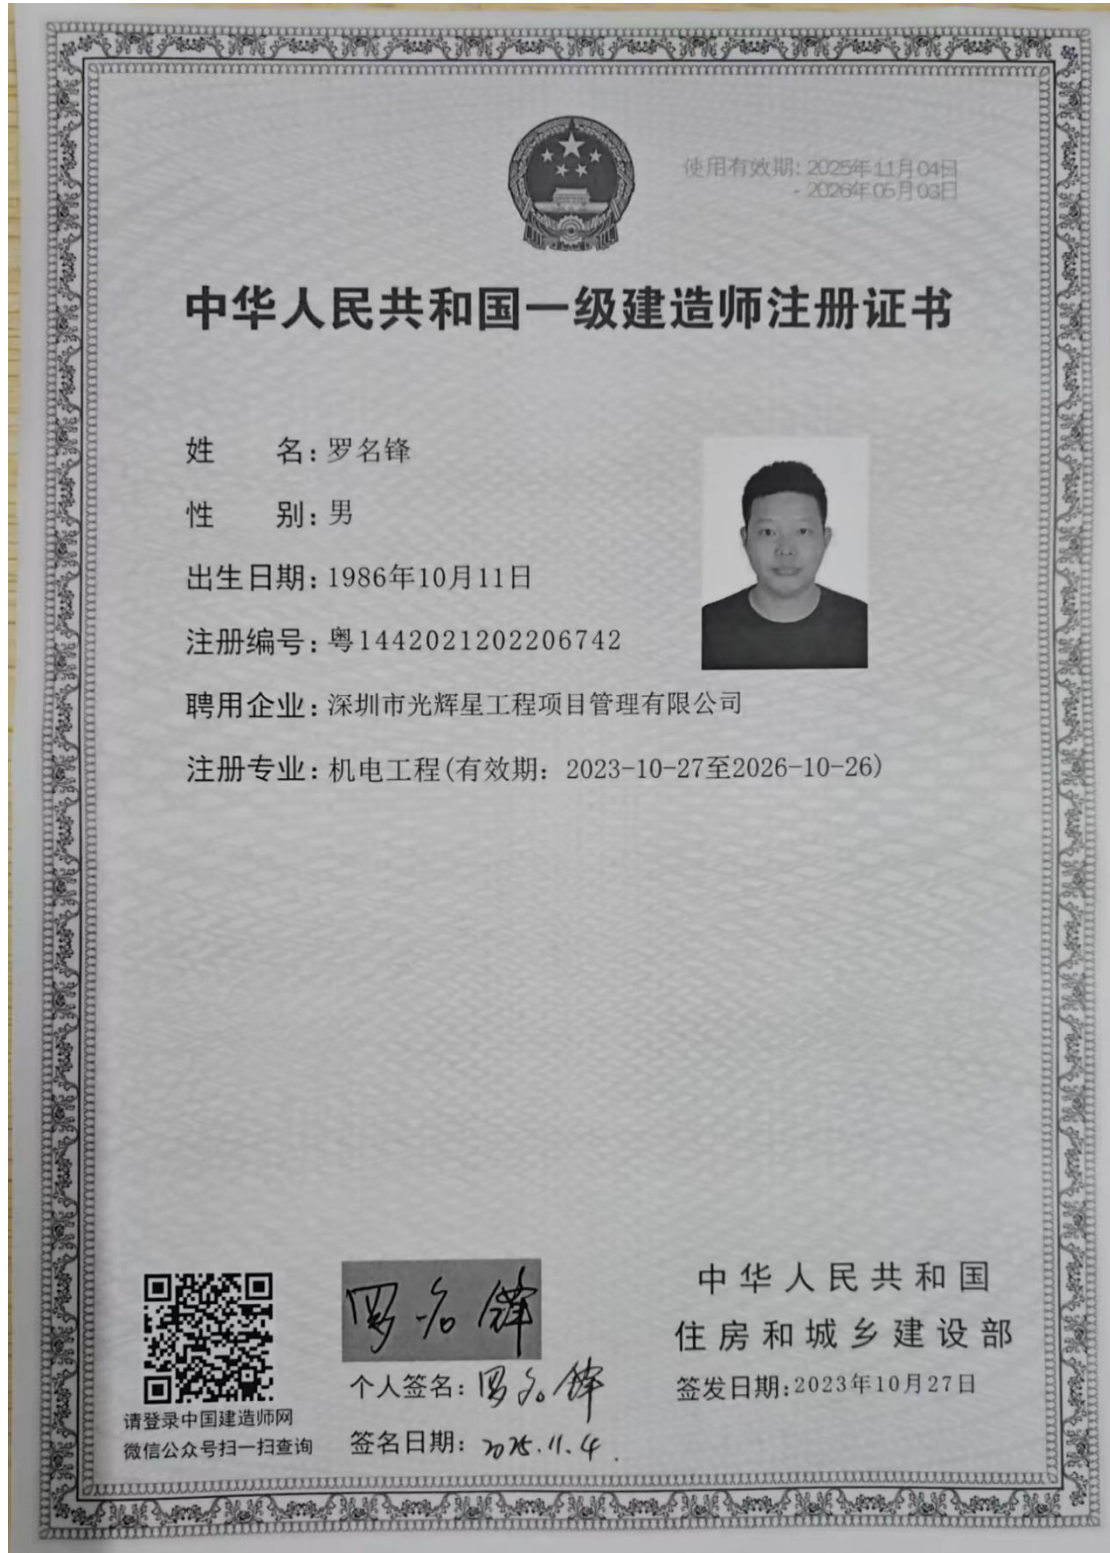 使用有效期: 2025年11月04日
- 2026年05月03日
中华人民共和国一级建造师注册证书
姓 名: 罗名锋
性 别: 男
出生日期: 1986年10月11日
注册编号: 粤1442021202206742
聘用企业: 深圳市光辉星工程项目管理有限公司
注册专业: 机电工程(有效期: 2023-10-27至2026-10-26)
罗名锋
个人签名: 罗名锋
签名日期: 2025.11.4.
请登录中国建造师网
微信公众号扫一扫查询
中华人民共和国
住房和城乡建设部
签发日期: 2023年10月27日